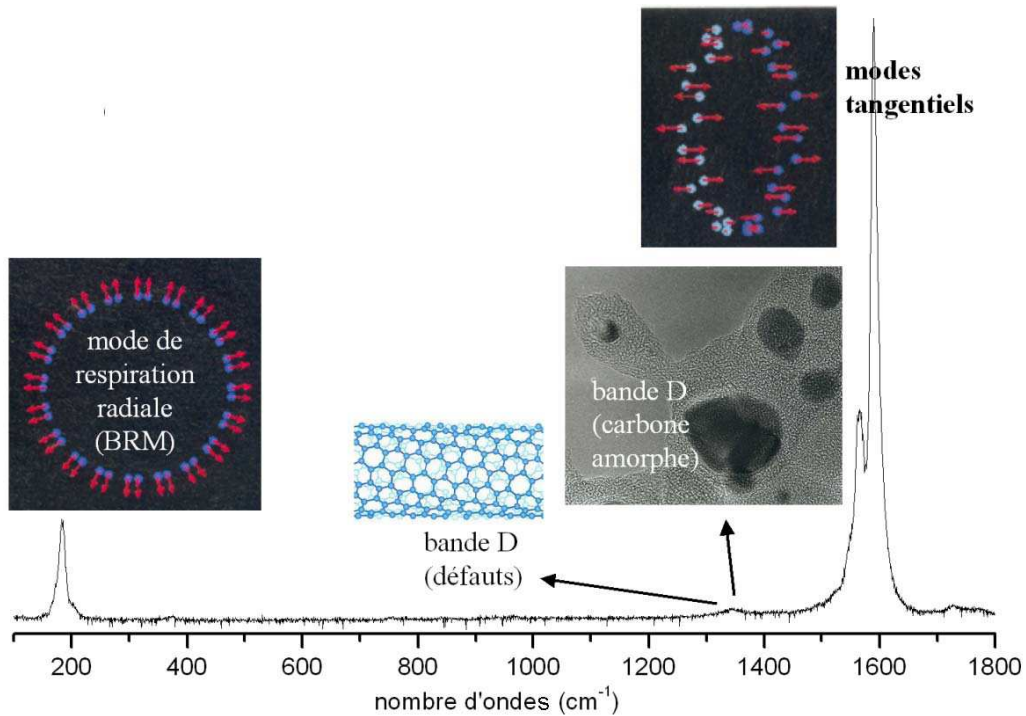 modes
tangentiels
mode de
respiration
radiale
(BRM)
bande D
(carbone
amorphe)
bande D
(défauts)
200
400
600
800
1000
1200
1400
1600
1800
nombre d'ondes (cm⁻¹)